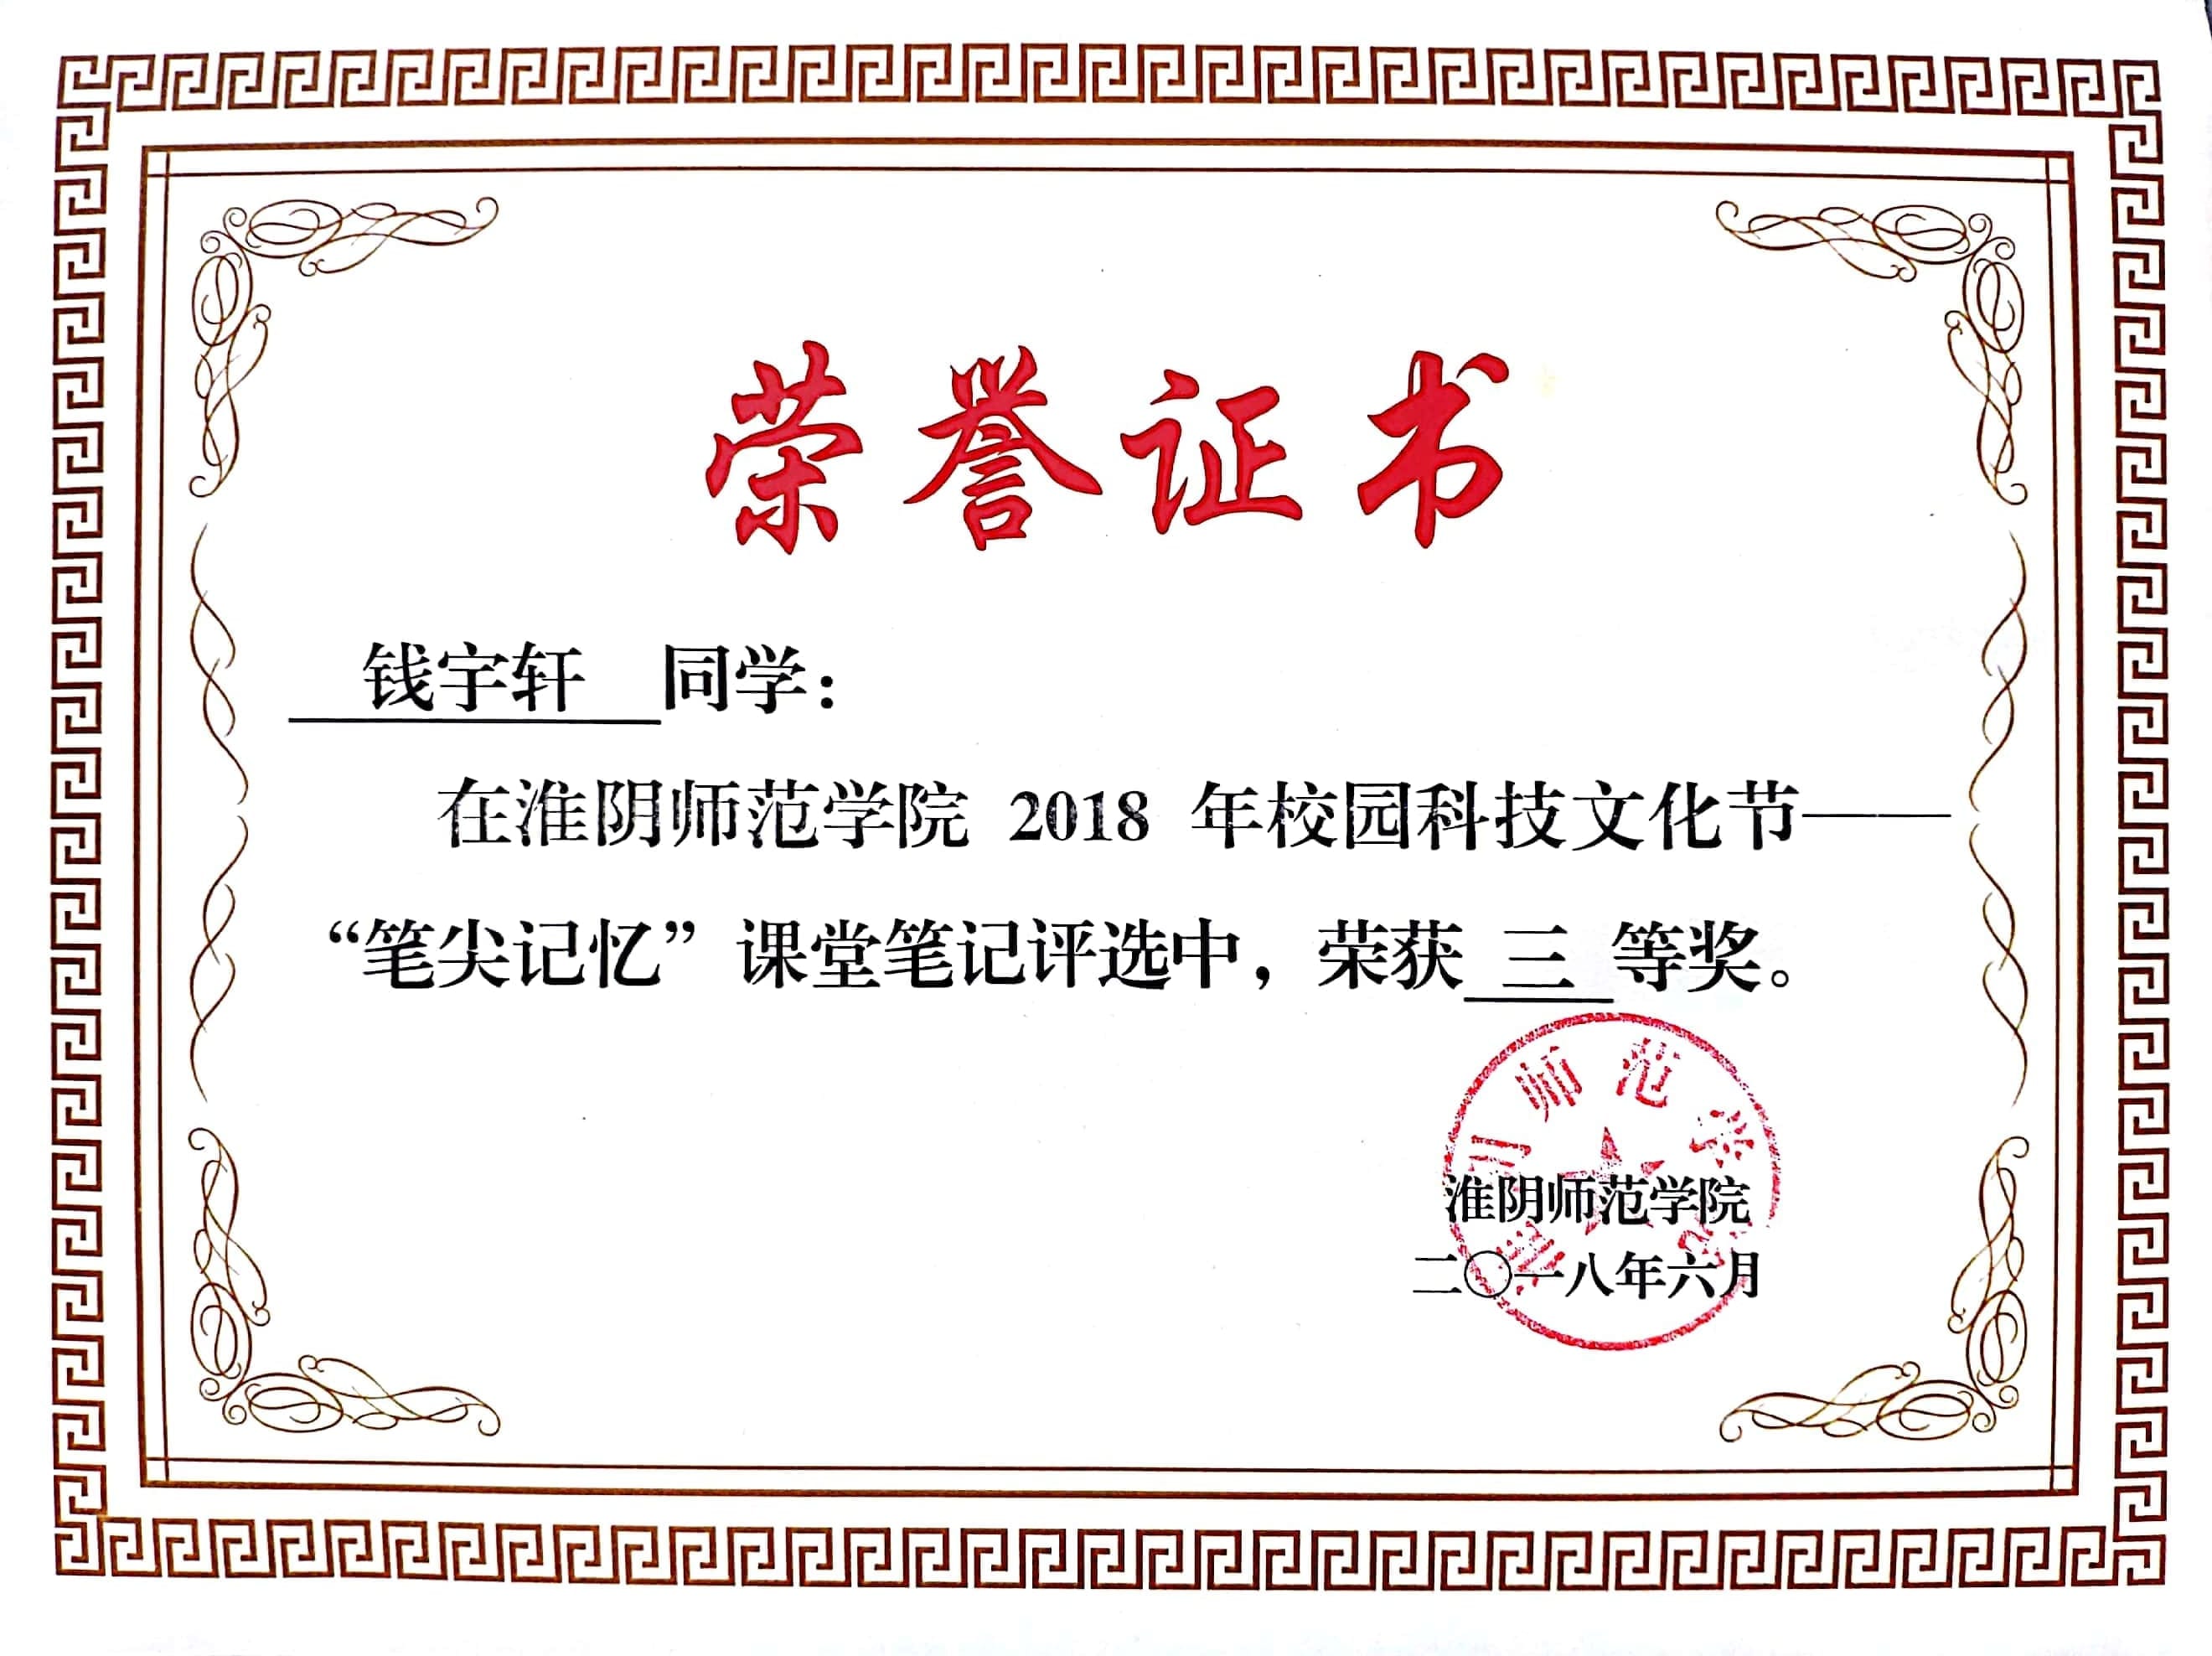 荣誉证书
钱宇轩 同学：
在淮阴师范学院 2018 年校园科技文化节——
“笔尖记忆”课堂笔记评选中，荣获 三 等奖。
师范学
淮阴师范学院
二〇一八年六月